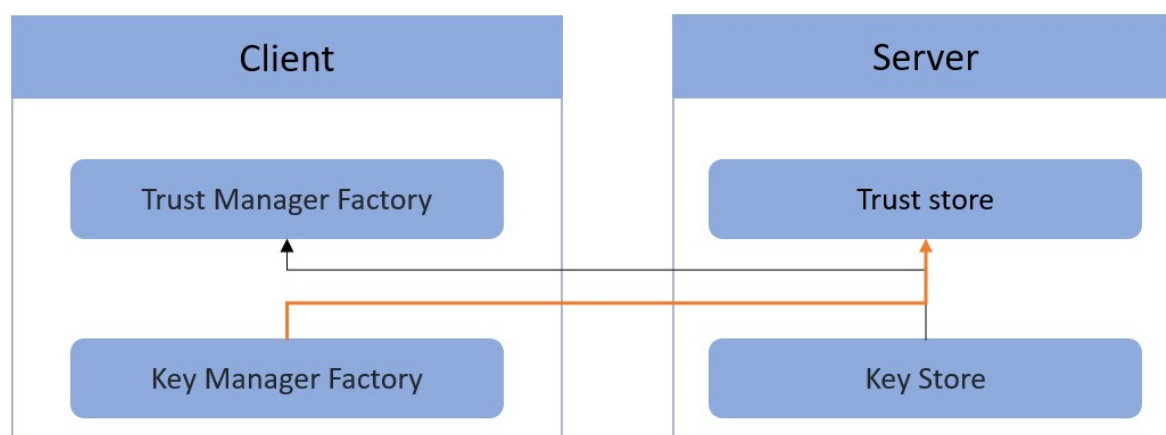 Client
Server
Trust Manager Factory
Trust store
Key Manager Factory
Key Store